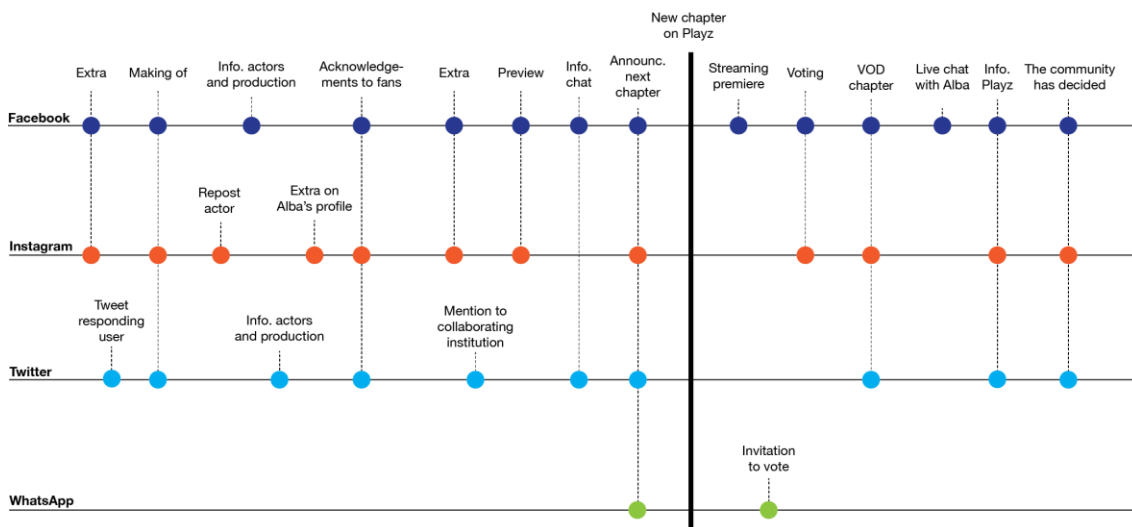 New chapter
on Playz
Extra
Making of
Info. actors
and production
Acknowledge-
ments to fans
Extra
Preview
Info.
chat
Announc.
next
chapter
Streaming
premiere
Voting
VOD
chapter
Live chat
with Alba
Info.
Playz
The community
has decided
Facebook
Repost
actor
Extra on
Alba's profile
Instagram
Tweet
responding
user
Info. actors
and production
Mention to
collaborating
institution
Twitter
Invitation
to vote
WhatsApp